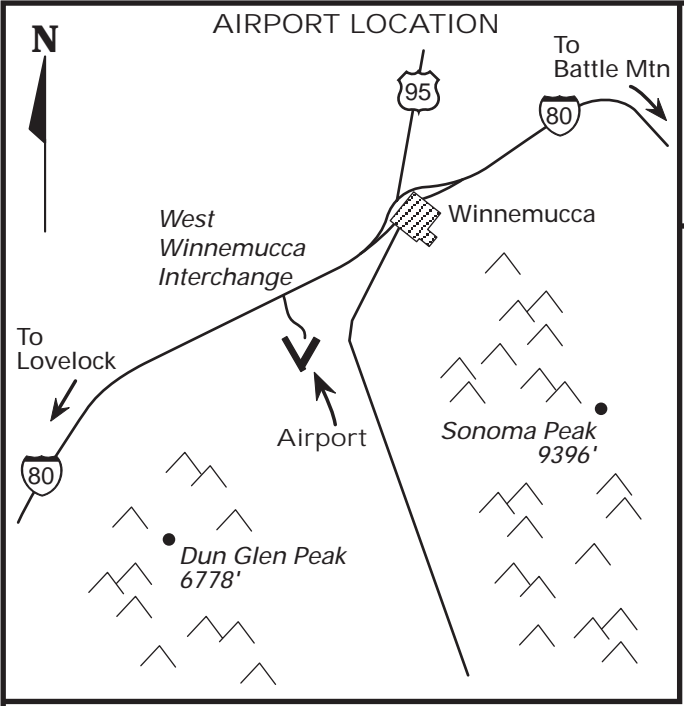 AIRPORT LOCATION
N
To
Battle Mtn
95
80
West
Winnemucca
Interchange
Winnemucca
To
Lovelock
Airport
Sonoma Peak
9396'
80
Dun Glen Peak
6778'